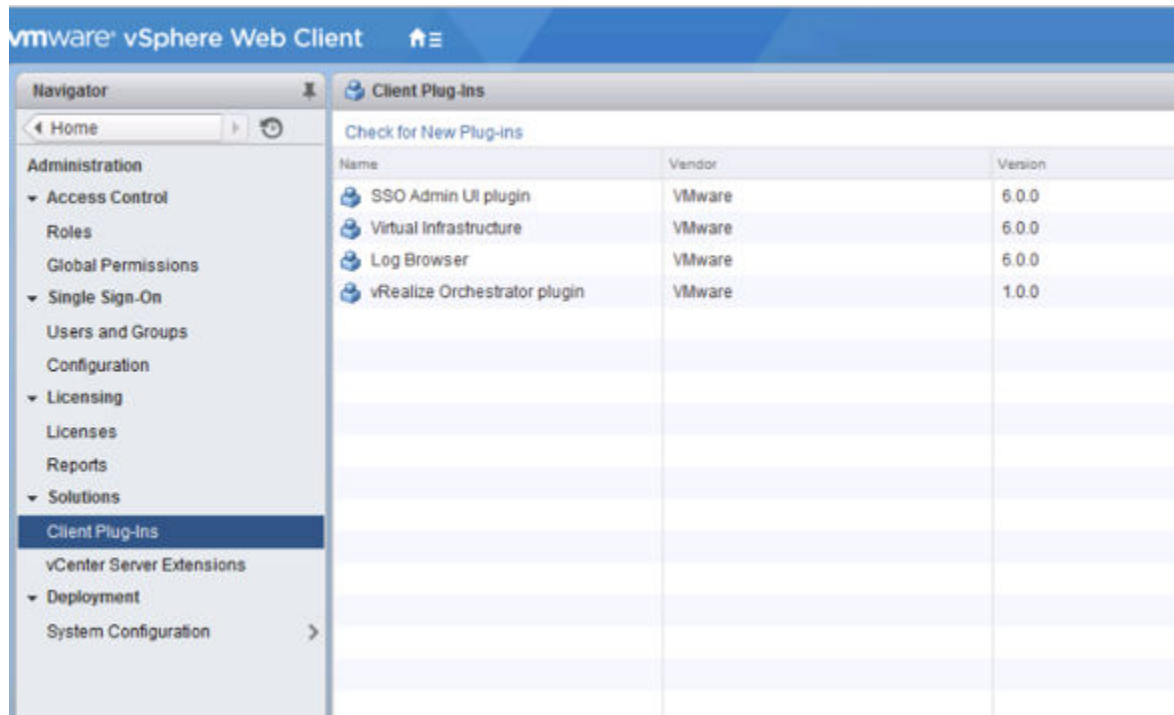 vmware vSphere Web Client
Navigator
Home
Administration
Access Control
Roles
Global Permissions
Single Sign-On
Users and Groups
Configuration
Licensing
Licenses
Reports
Solutions
Client Plug-Ins
vCenter Server Extensions
Deployment
System Configuration
Client Plug-Ins
Check for New Plug-ins
Name Vendor Version
SSO Admin UI plugin VMware 6.0.0
Virtual Infrastructure VMware 6.0.0
Log Browser VMware 6.0.0
vRealize Orchestrator plugin VMware 1.0.0